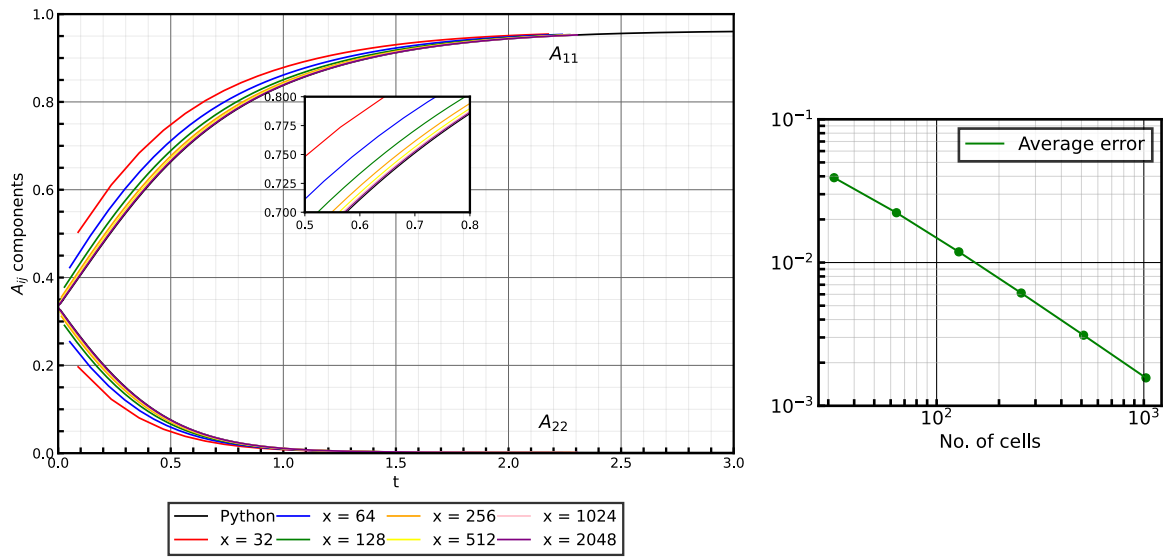 1.0
0.8
0.6
0.4
0.2
0.0
A_ij components
A_11
A_22
0.800
0.775
0.750
0.725
0.700
0.5 0.6 0.7 0.8
0.0 0.5 1.0 1.5 2.0 2.5 3.0
t
Python x = 64 x = 256 x = 1024
x = 32 x = 128 x = 512 x = 2048
10^-1
10^-2
10^-3
Average error
10^2 10^3
No. of cells